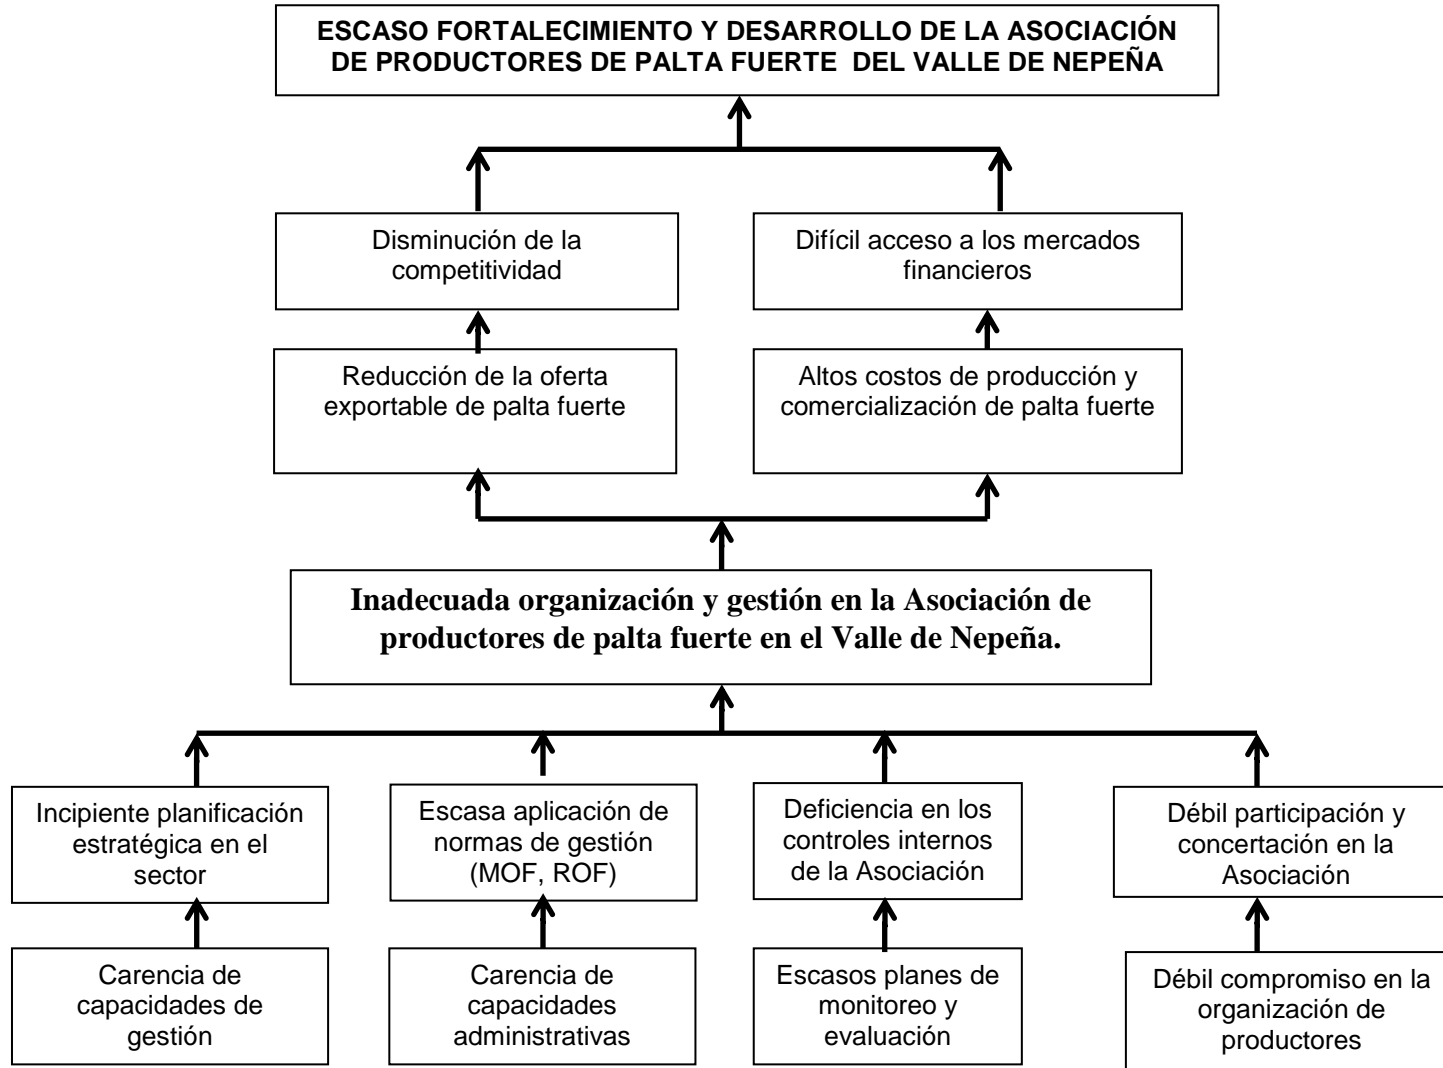 ESCASO FORTALECIMIENTO Y DESARROLLO DE LA ASOCIACIÓN
DE PRODUCTORES DE PALTA FUERTE DEL VALLE DE NEPEÑA
Disminución de la
competitividad
Difícil acceso a los mercados
financieros
Reducción de la oferta
exportable de palta fuerte
Altos costos de producción y
comercialización de palta fuerte
Inadecuada organización y gestión en la Asociación de
productores de palta fuerte en el Valle de Nepeña.
Incipiente planificación
estratégica en el
sector
Escasa aplicación de
normas de gestión
(MOF, ROF)
Deficiencia en los
controles internos
de la Asociación
Débil participación y
concertación en la
Asociación
Carencia de
capacidades de
gestión
Carencia de
capacidades
administrativas
Escasos planes de
monitoreo y
evaluación
Débil compromiso en la
organización de
productores